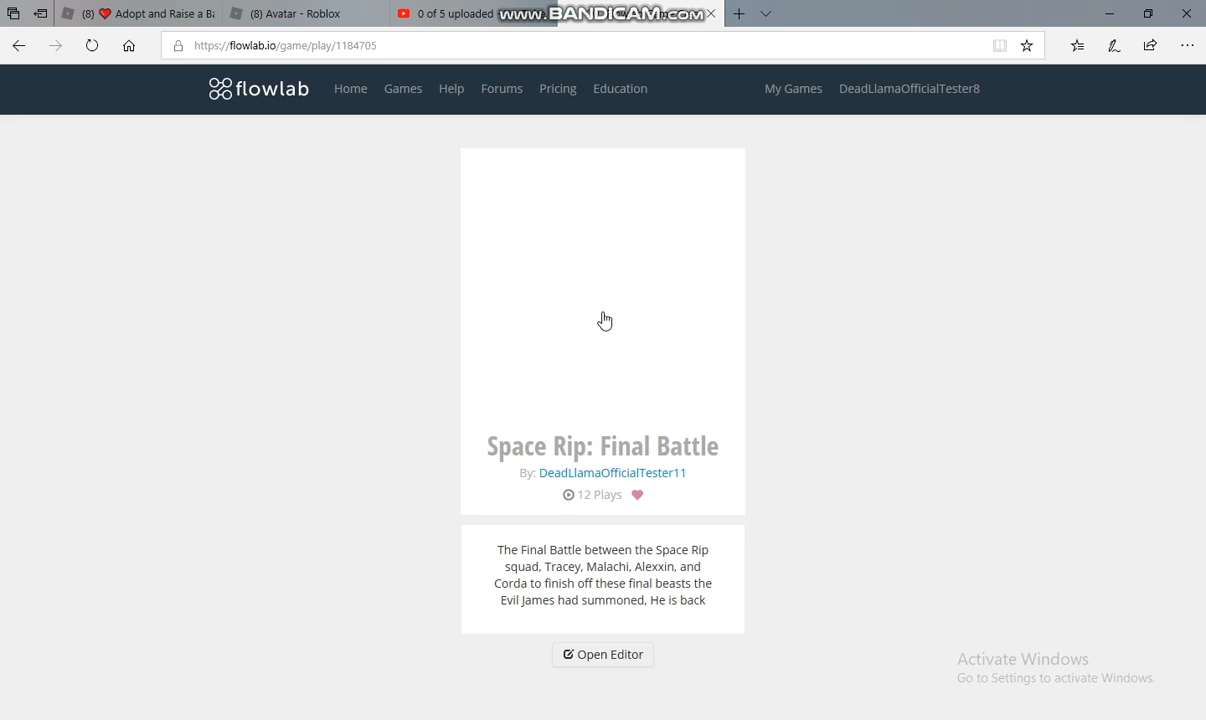 (8) ❤ Adopt and Raise a Ba
(8) Avatar - Roblox
0 of 5 uploaded
www.BANDICAM.com
https://flowlab.io/game/play/1184705
flowlab
Home
Games
Help
Forums
Pricing
Education
My Games
DeadLlamaOfficialTester8
Space Rip: Final Battle
By: DeadLlamaOfficialTester11
12 Plays
The Final Battle between the Space Rip
squad, Tracey, Malachi, Alexxin, and
Corda to finish off these final beasts the
Evil James had summoned, He is back
Open Editor
Activate Windows
Go to Settings to activate Windows.